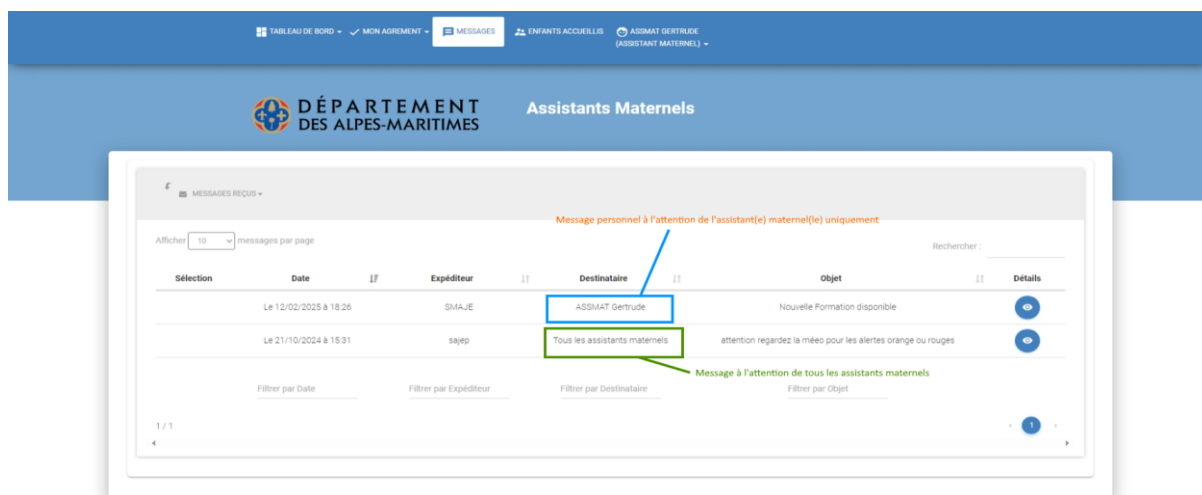 TABLEAU DE BORD
MON AGREMENT
MESSAGES
ENFANTS ACCUEILLIS
ASSMAT GERTRUDE
(ASSISTANT MATERNEL)
DÉPARTEMENT
DES ALPES-MARITIMES
Assistants Maternels
MESSAGES REÇUS
Message personnel à l'attention de l'assistant(e) maternel(le) uniquement
Afficher 10 messages par page
Rechercher :
Sélection Date Expéditeur Destinataire Objet Détails
Le 12/02/2025 à 18:26 SMAJE ASSMAT Gertrude Nouvelle Formation disponible
Le 21/10/2024 à 15:31 sajep Tous les assistants maternels attention regardez la méeo pour les alertes orange ou rouges
Message à l'attention de tous les assistants maternels
Filtrer par Date Filtrer par Expéditeur Filtrer par Destinataire Filtrer par Objet
1 / 1
1